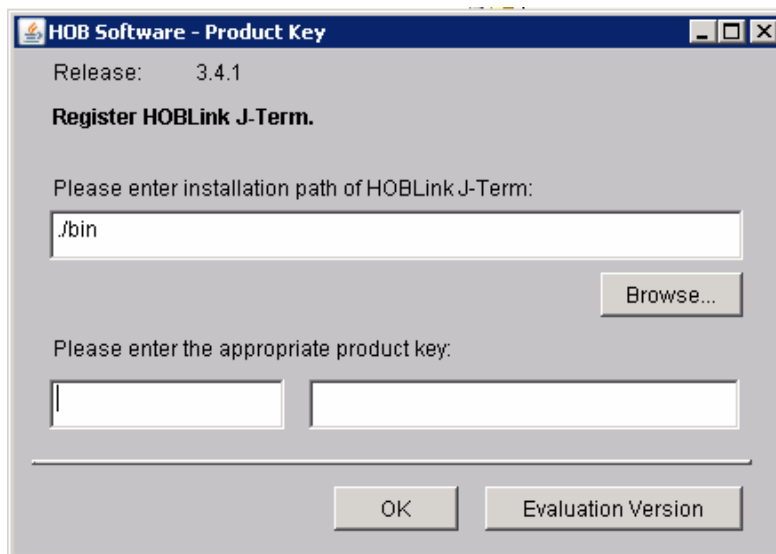 HOB Software - Product Key
Release: 3.4.1
Register HOBLink J-Term.
Please enter installation path of HOBLink J-Term:
./bin
Browse...
Please enter the appropriate product key:
OK Evaluation Version